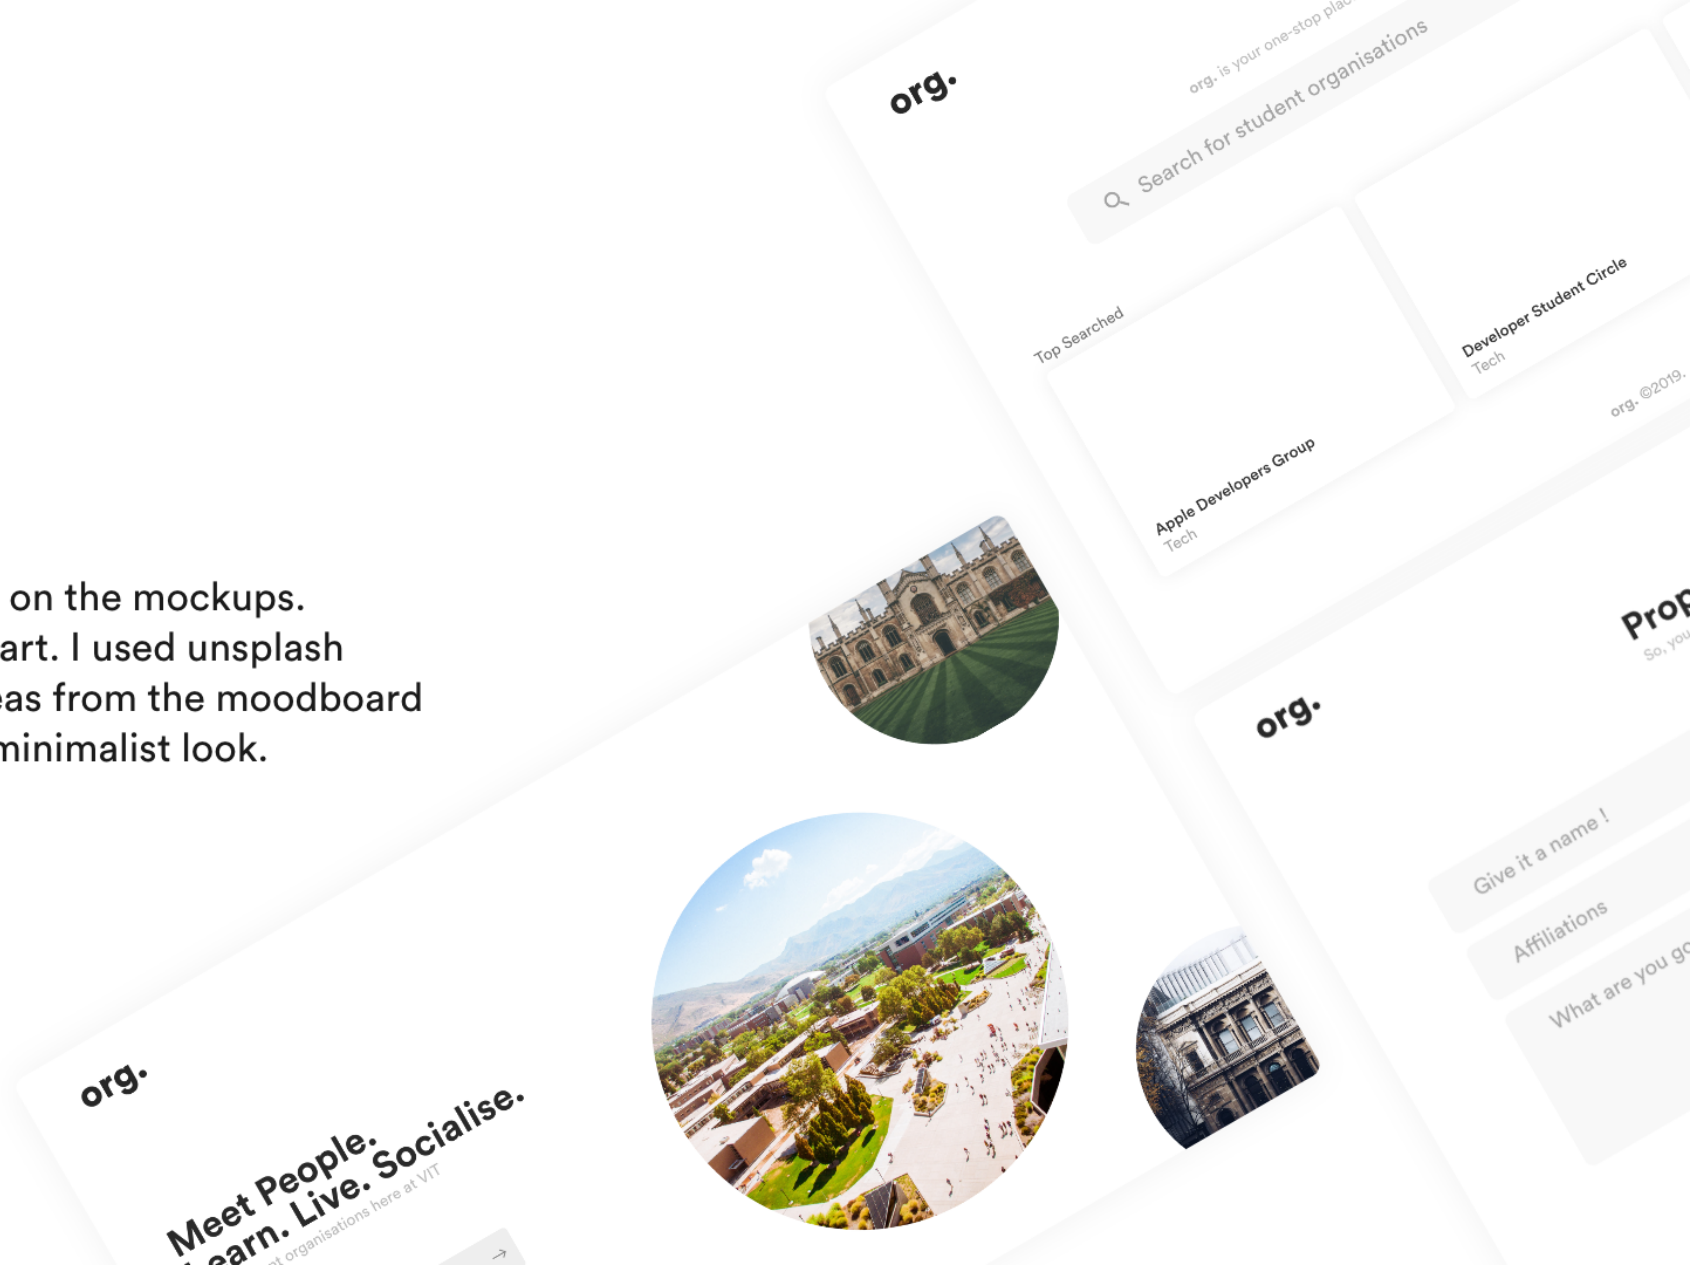 on the mockups.
art. I used unsplash
eas from the moodboard
minimalist look.
org.
org. is your one-stop
Search for student organisations
Top Searched
Apple Developers Group
Tech
Developer Student Circle
Tech
org. ©2019.
org.
So, you
Give it a name !
Affiliations
What are you
org.
Meet People.
Learn. Live. Socialise.
organisations here at VIT